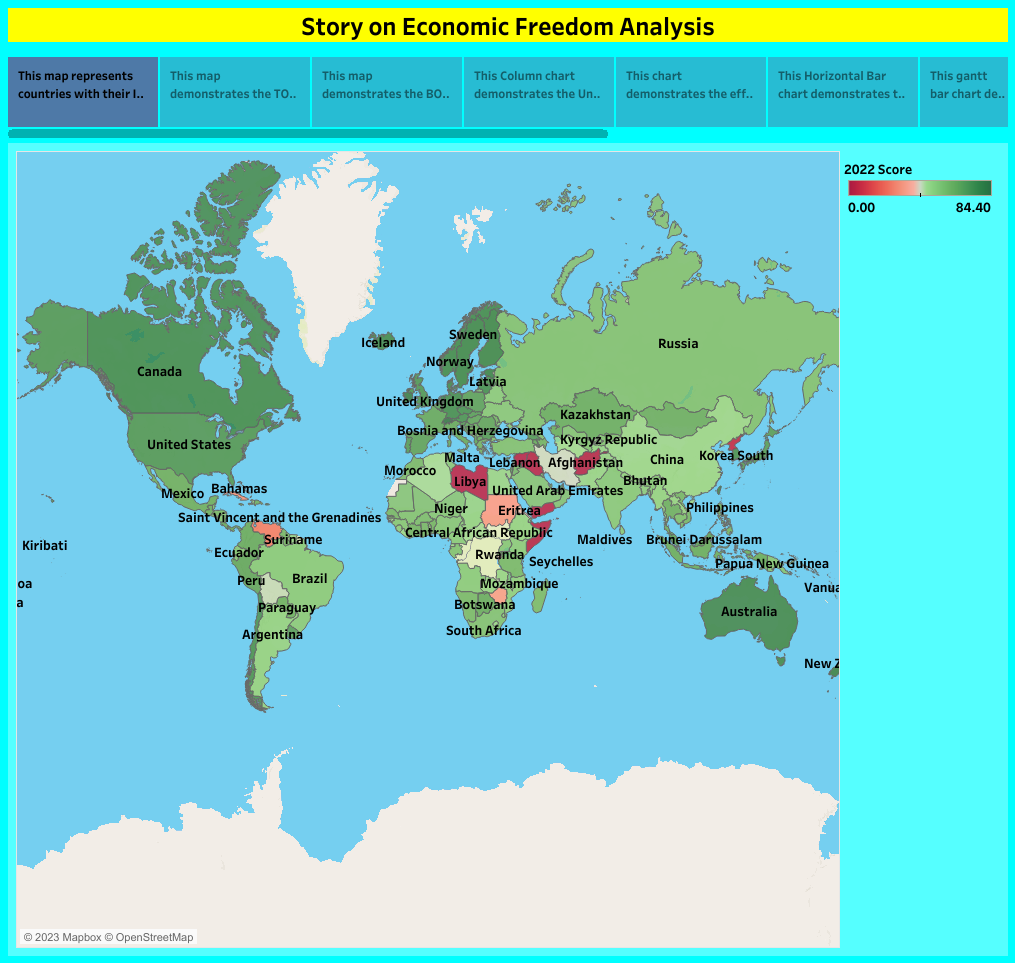 Story on Economic Freedom Analysis
This map represents
countries with their I..
This map
demonstrates the TO..
This map
demonstrates the BO..
This Column chart
demonstrates the Un..
This chart
demonstrates the eff..
This Horizontal Bar
chart demonstrates t..
This gantt
bar chart de..
2022 Score
0.00
84.40
Sweden
Iceland
Russia
Norway
Canada
Latvia
United Kingdom
Kazakhstan
Bosnia and Herzegovina
Kyrgyz Republic
United States
Malta
Korea South
China
Lebanon
Afghanistan
Morocco
Libya
Bhutan
Bahamas
United Arab Emirates
Mexico
Niger
Eritrea
Philippines
Saint Vincent and the Grenadines
Central African Republic
Suriname
Maldives
Brunei Darussalam
Kiribati
Ecuador
Rwanda
Seychelles
Papua New Guinea
Peru
Brazil
Mozambique
oa
Vanua
a
Botswana
Paraguay
Australia
South Africa
Argentina
New Z
© 2023 Mapbox © OpenStreetMap